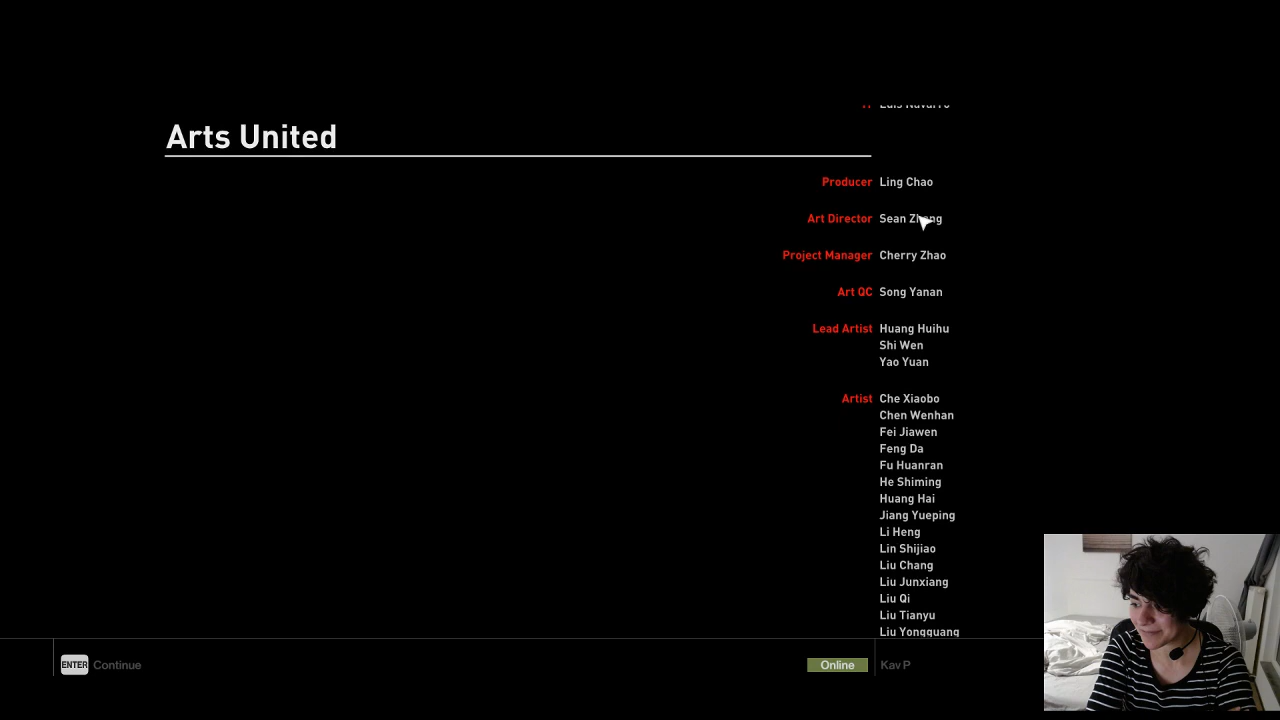 Arts United
Producer Ling Chao
Art Director Sean
Project Manager Cherry Zhao
Art QC Song Yanan
Lead Artist Huang Huihu
Shi Wen
Yao Yuan
Artist Che Xiaobo
Chen Wenhan
Fei Jiawen
Feng Da
Fu Huanran
He Shiming
Huang Hai
Jiang Yueping
Li Heng
Lin Shijiao
Liu Chang
Liu Junxiang
Liu Qi
Liu Tianyu
Liu Yongguang
ENTER Continue
Online Kav P